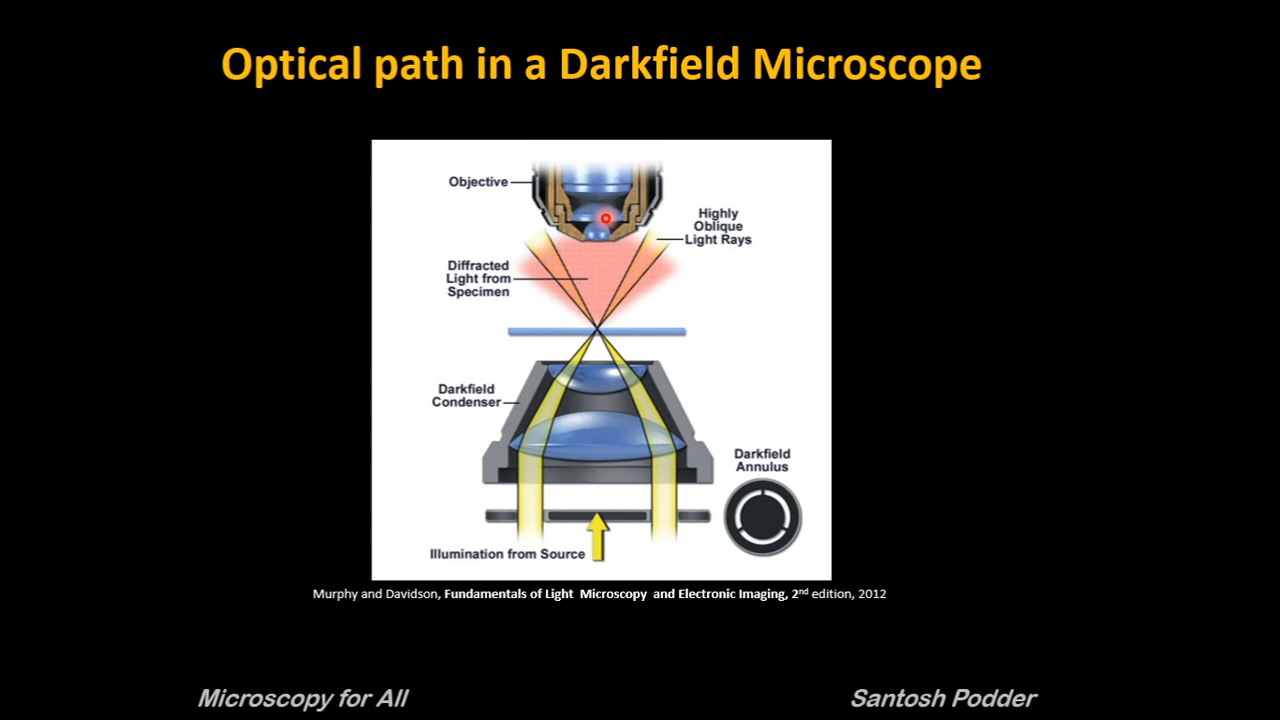 Optical path in a Darkfield Microscope
Objective
Highly
Oblique
Light Rays
Diffracted
Light from
Specimen
Darkfield
Condenser
Darkfield
Annulus
Illumination from Source
Murphy and Davidson, Fundamentals of Light Microscopy and Electronic Imaging, 2nd edition, 2012
Microscopy for All
Santosh Podder